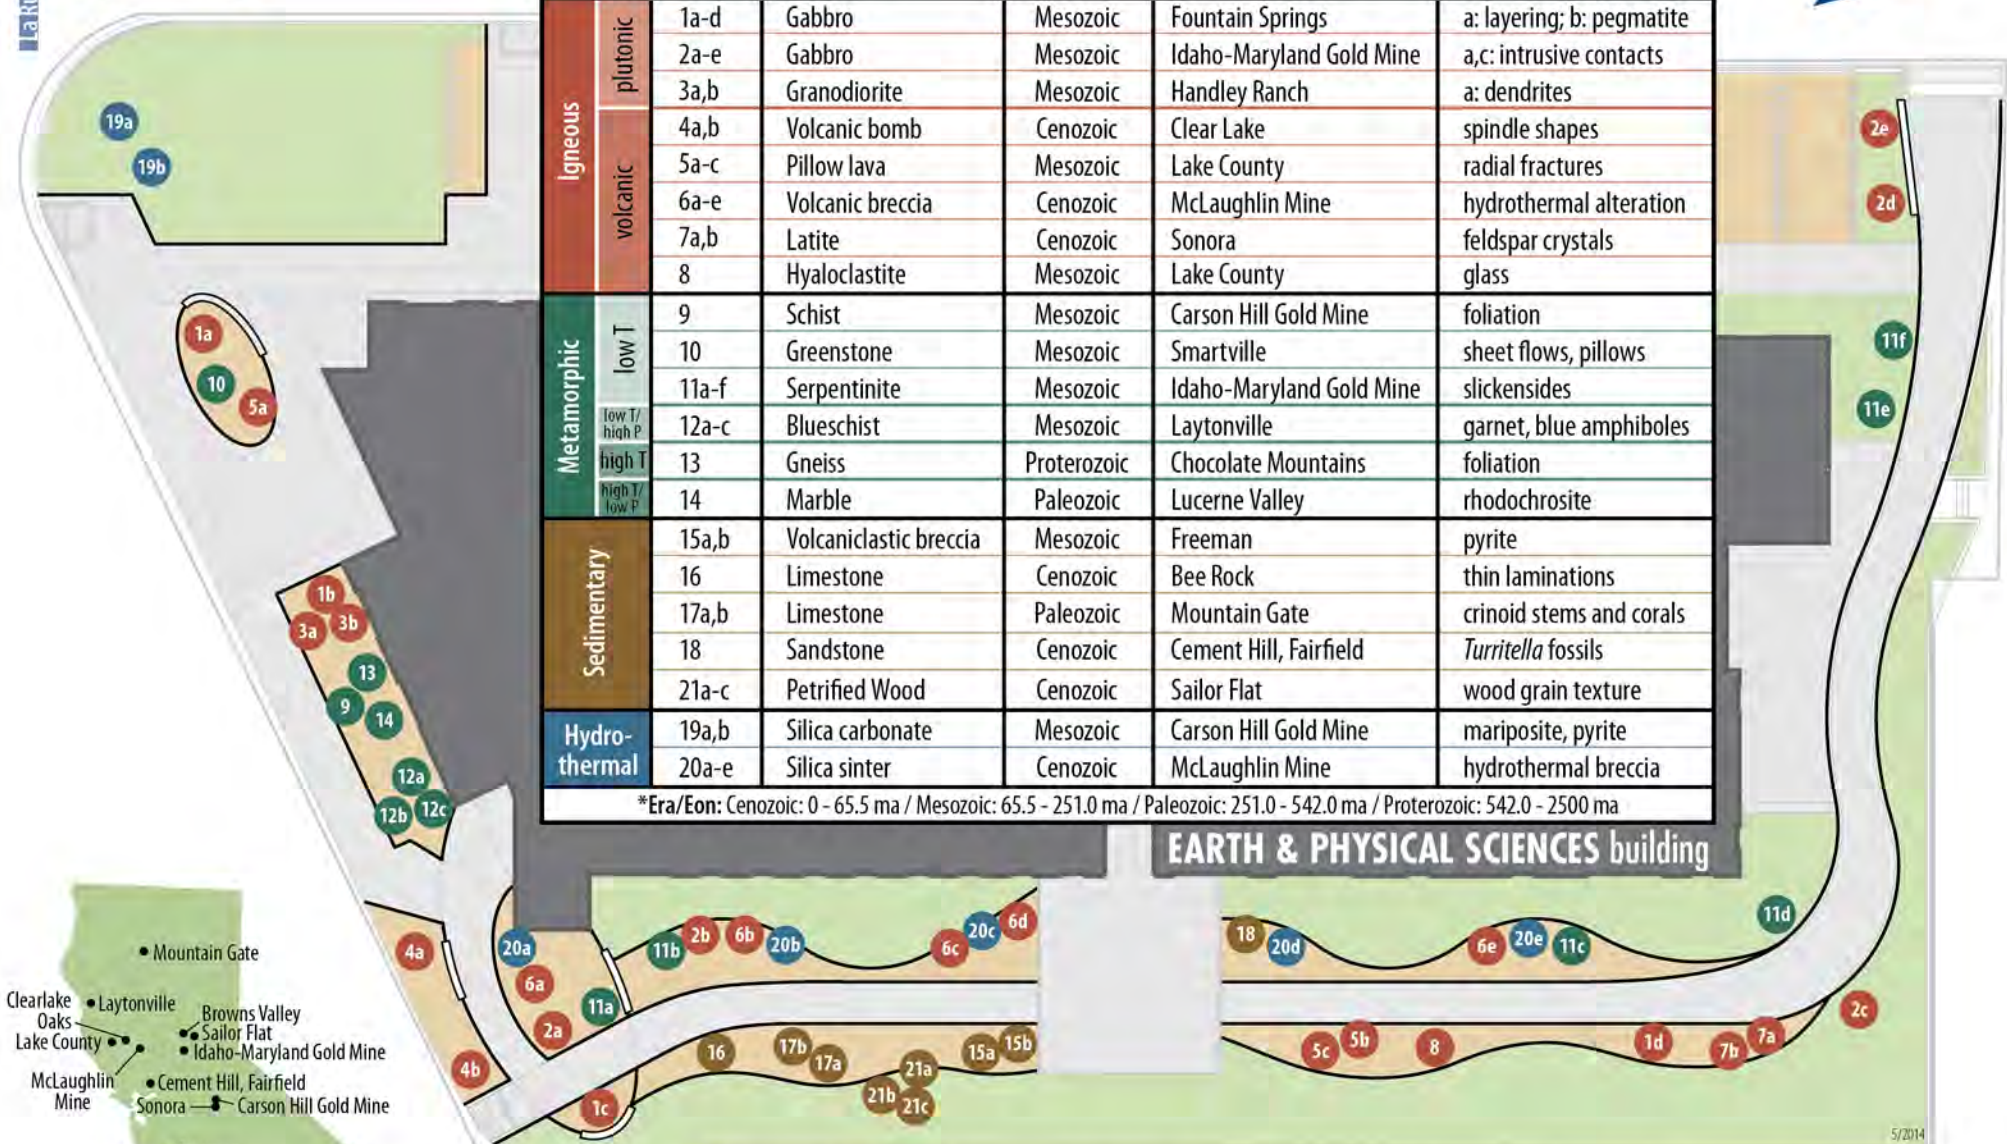 La R
Igneous
plutonic
1a-d Gabbro Mesozoic Fountain Springs a: layering; b: pegmatite
2a-e Gabbro Mesozoic Idaho-Maryland Gold Mine a,c: intrusive contacts
3a,b Granodiorite Mesozoic Handley Ranch a: dendrites
volcanic
4a,b Volcanic bomb Cenozoic Clear Lake spindle shapes
5a-c Pillow lava Mesozoic Lake County radial fractures
6a-e Volcanic breccia Cenozoic McLaughlin Mine hydrothermal alteration
7a,b Latite Cenozoic Sonora feldspar crystals
8 Hyaloclastite Mesozoic Lake County glass
Metamorphic
low T
9 Schist Mesozoic Carson Hill Gold Mine foliation
10 Greenstone Mesozoic Smartville sheet flows, pillows
11a-f Serpentinite Mesozoic Idaho-Maryland Gold Mine slickensides
low T/
high P
12a-c Blueschist Mesozoic Laytonville garnet, blue amphiboles
high T
13 Gneiss Proterozoic Chocolate Mountains foliation
high T/
low P
14 Marble Paleozoic Lucerne Valley rhodochrosite
Sedimentary
15a,b Volcaniclastic breccia Mesozoic Freeman pyrite
16 Limestone Cenozoic Bee Rock thin laminations
17a,b Limestone Paleozoic Mountain Gate crinoid stems and corals
18 Sandstone Cenozoic Cement Hill, Fairfield Turritella fossils
21a-c Petrified Wood Cenozoic Sailor Flat wood grain texture
Hydro-
thermal
19a,b Silica carbonate Mesozoic Carson Hill Gold Mine mariposite, pyrite
20a-e Silica sinter Cenozoic McLaughlin Mine hydrothermal breccia
*Era/Eon: Cenozoic: 0 - 65.5 ma / Mesozoic: 65.5 - 251.0 ma / Paleozoic: 251.0 - 542.0 ma / Proterozoic: 542.0 - 2500 ma
EARTH & PHYSICAL SCIENCES building
19a
19b
1a
10
5a
1b
3a
3b
13
9
14
12a
12b
12c
2e
2d
11f
11e
11d
4a
4b
20a
6a
2a
11a
11b
2b
6b
20b
6c
20c
6d
18
20d
6e
20e
11c
1c
16
17b
17a
21a
21b
21c
15a
15b
5c
5b
8
1d
7b
7a
2c
Mountain Gate
Clearlake
Oaks
Laytonville
Lake County
Browns Valley
Sailor Flat
Idaho-Maryland Gold Mine
McLaughlin
Mine
Cement Hill, Fairfield
Sonora
Carson Hill Gold Mine
5/2014